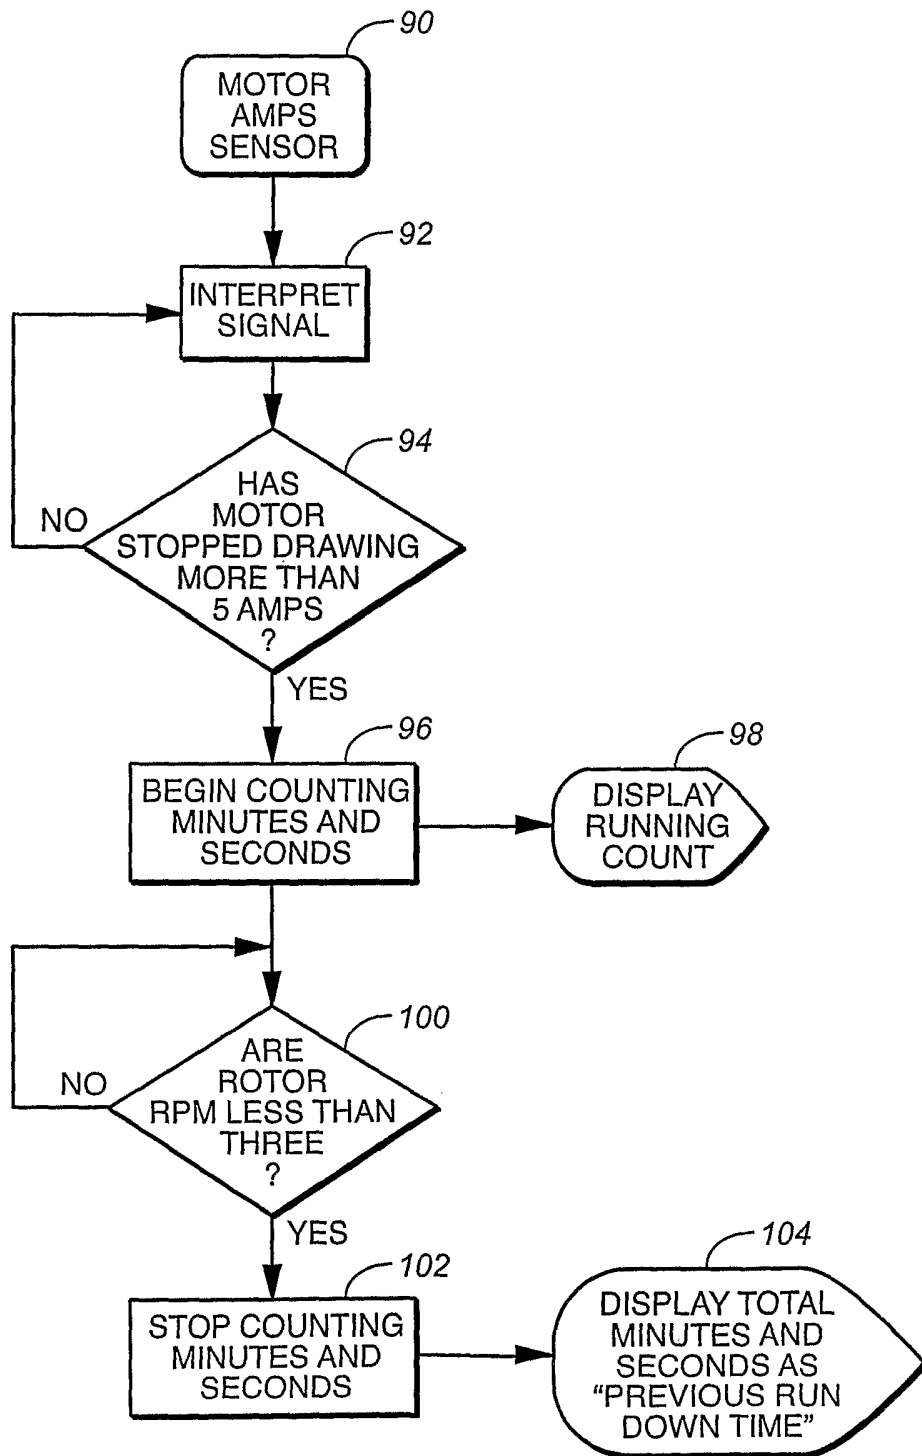 90
MOTOR
AMPS
SENSOR
92
INTERPRET
SIGNAL
94
HAS
MOTOR
STOPPED DRAWING
MORE THAN
5 AMPS
?
NO
YES
96
BEGIN COUNTING
MINUTES AND
SECONDS
98
DISPLAY
RUNNING
COUNT
100
ARE
ROTOR
RPM LESS THAN
THREE
?
NO
YES
102
STOP COUNTING
MINUTES AND
SECONDS
104
DISPLAY TOTAL
MINUTES AND
SECONDS AS
“PREVIOUS RUN
DOWN TIME”